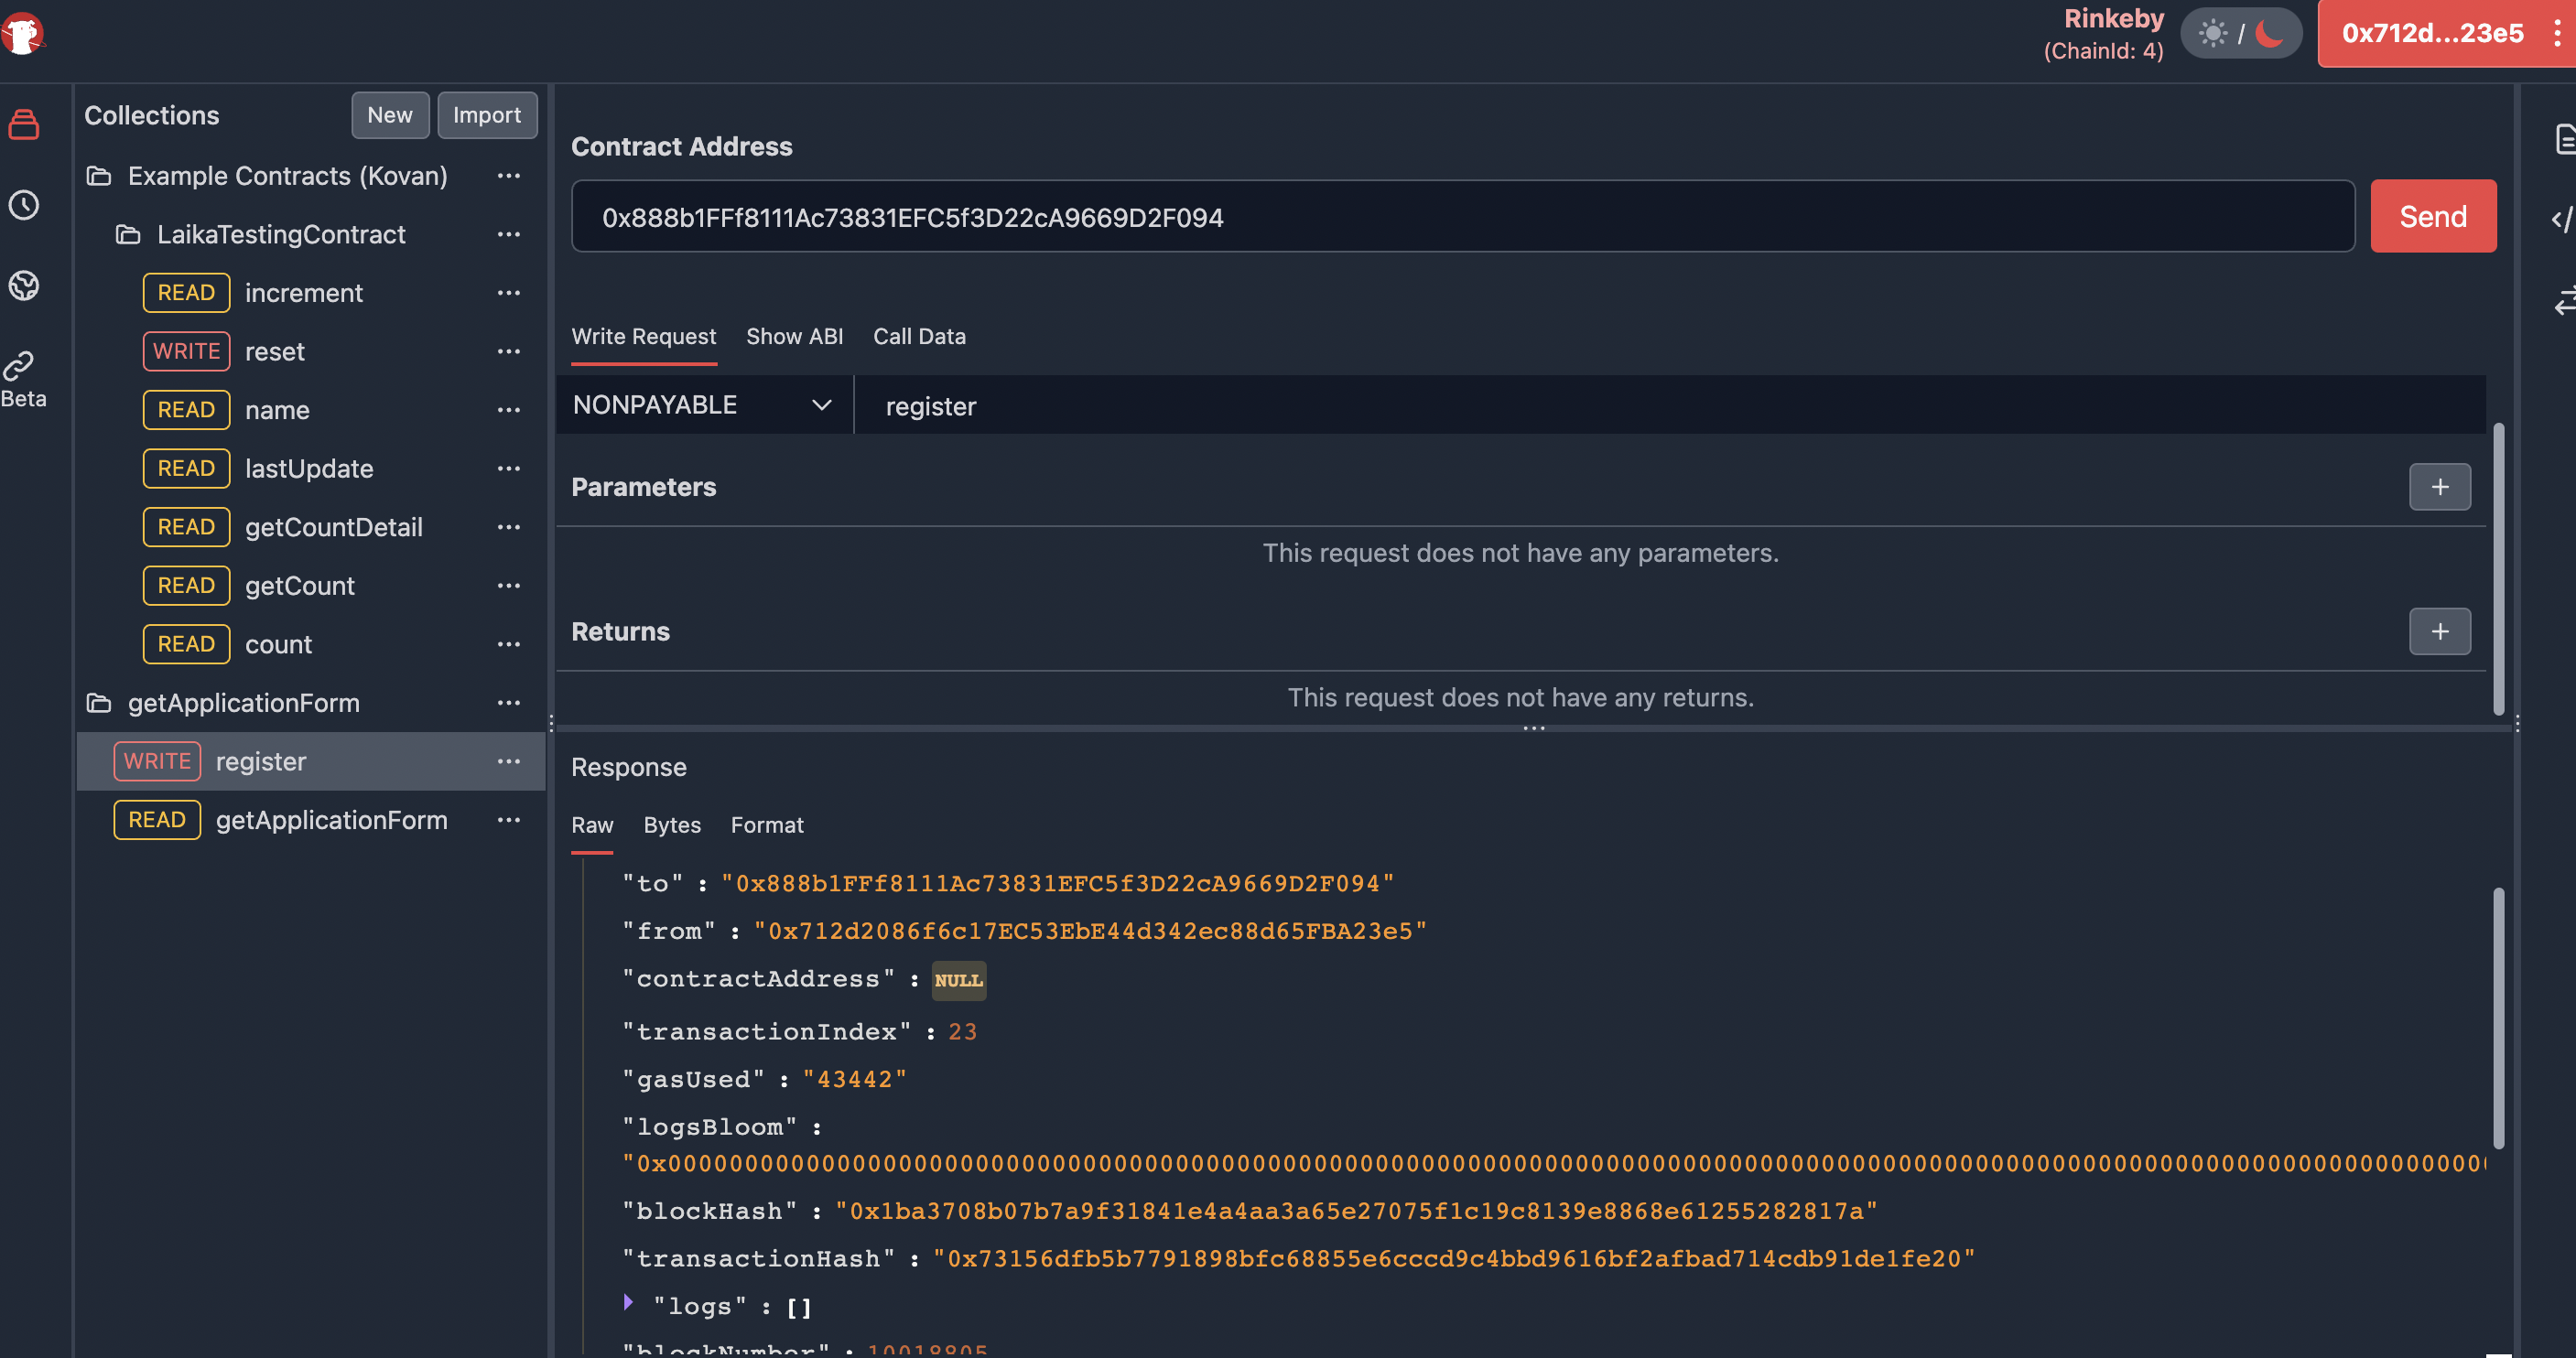 Rinkeby
(ChainId: 4)
/
0x712d...23e5
Beta
Collections
New
Import
Example Contracts (Kovan)
LaikaTestingContract
READ increment
WRITE reset
READ name
READ lastUpdate
READ getCountDetail
READ getCount
READ count
getApplicationForm
WRITE register
READ getApplicationForm
Contract Address
0x888b1FFf8111Ac73831EFC5f3D22cA9669D2F094
Send
Write Request Show ABI Call Data
NONPAYABLE register
Parameters
+
This request does not have any parameters.
Returns
+
This request does not have any returns.
Response
Raw Bytes Format
"to" : "0x888b1FFf8111Ac73831EFC5f3D22cA9669D2F094"
"from" : "0x712d2086f6c17EC53EbE44d342ec88d65FBA23e5"
"contractAddress" : NULL
"transactionIndex" : 23
"gasUsed" : "43442"
"logsBloom" :
"blockHash" : "0x1ba3708b07b7a9f31841e4a4aa3a65e27075f1c19c8139e8868e61255282817a"
"transactionHash" : "0x73156dfb5b7791898bfc68855e6cccd9c4bbd9616bf2afbad714cdb91de1fe20"
"logs" : []
"blockNumber" : 10018805